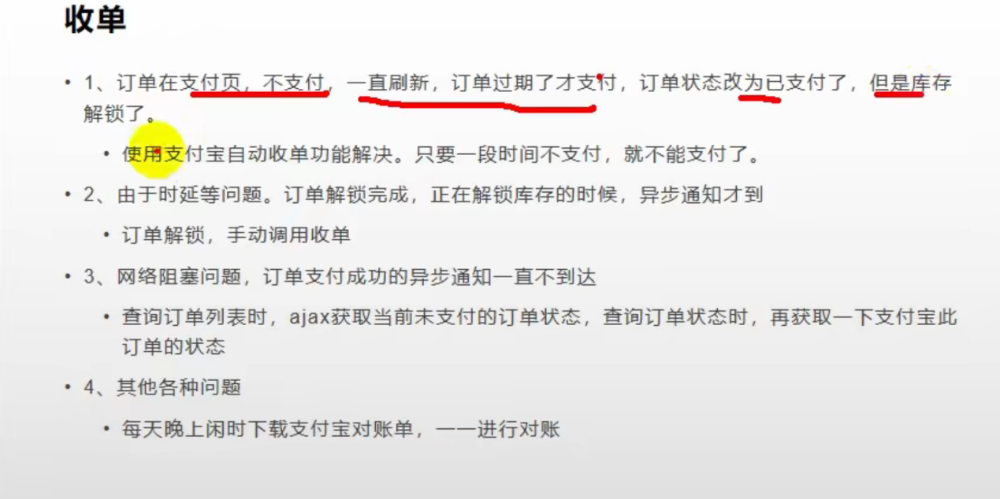 收单
• 1、订单在支付页，不支付，一直刷新，订单过期了才支付，订单状态改为已支付了，但是库存
解锁了。
• 使用支付宝自动收单功能解决。只要一段时间不支付，就不能支付了。
• 2、由于时延等问题。订单解锁完成，正在解锁库存的时候，异步通知才到
• 订单解锁，手动调用收单
• 3、网络阻塞问题，订单支付成功的异步通知一直不到达
• 查询订单列表时，ajax获取当前未支付的订单状态，查询订单状态时，再获取一下支付宝此
订单的状态
• 4、其他各种问题
• 每天晚上闲时下载支付宝对账单，一一进行对账